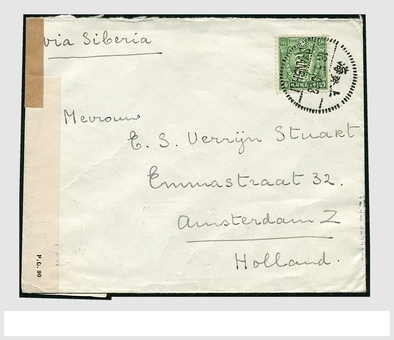 via Siberia
Mevrouw
E. S. Verrijn Stuart
Emmastraat 32.
Amsterdam Z
Holland.
P.C. 90